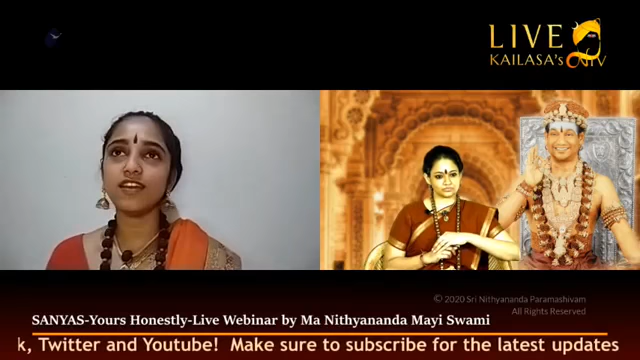 LIVE
KAILASA's NTV
© 2020 Sri Nithyananda Paramashivam
All Rights Reserved
SANYAS-Yours Honestly-Live Webinar by Ma Nithyananda Mayi Swami
k, Twitter and Youtube! Make sure to subscribe for the latest updates